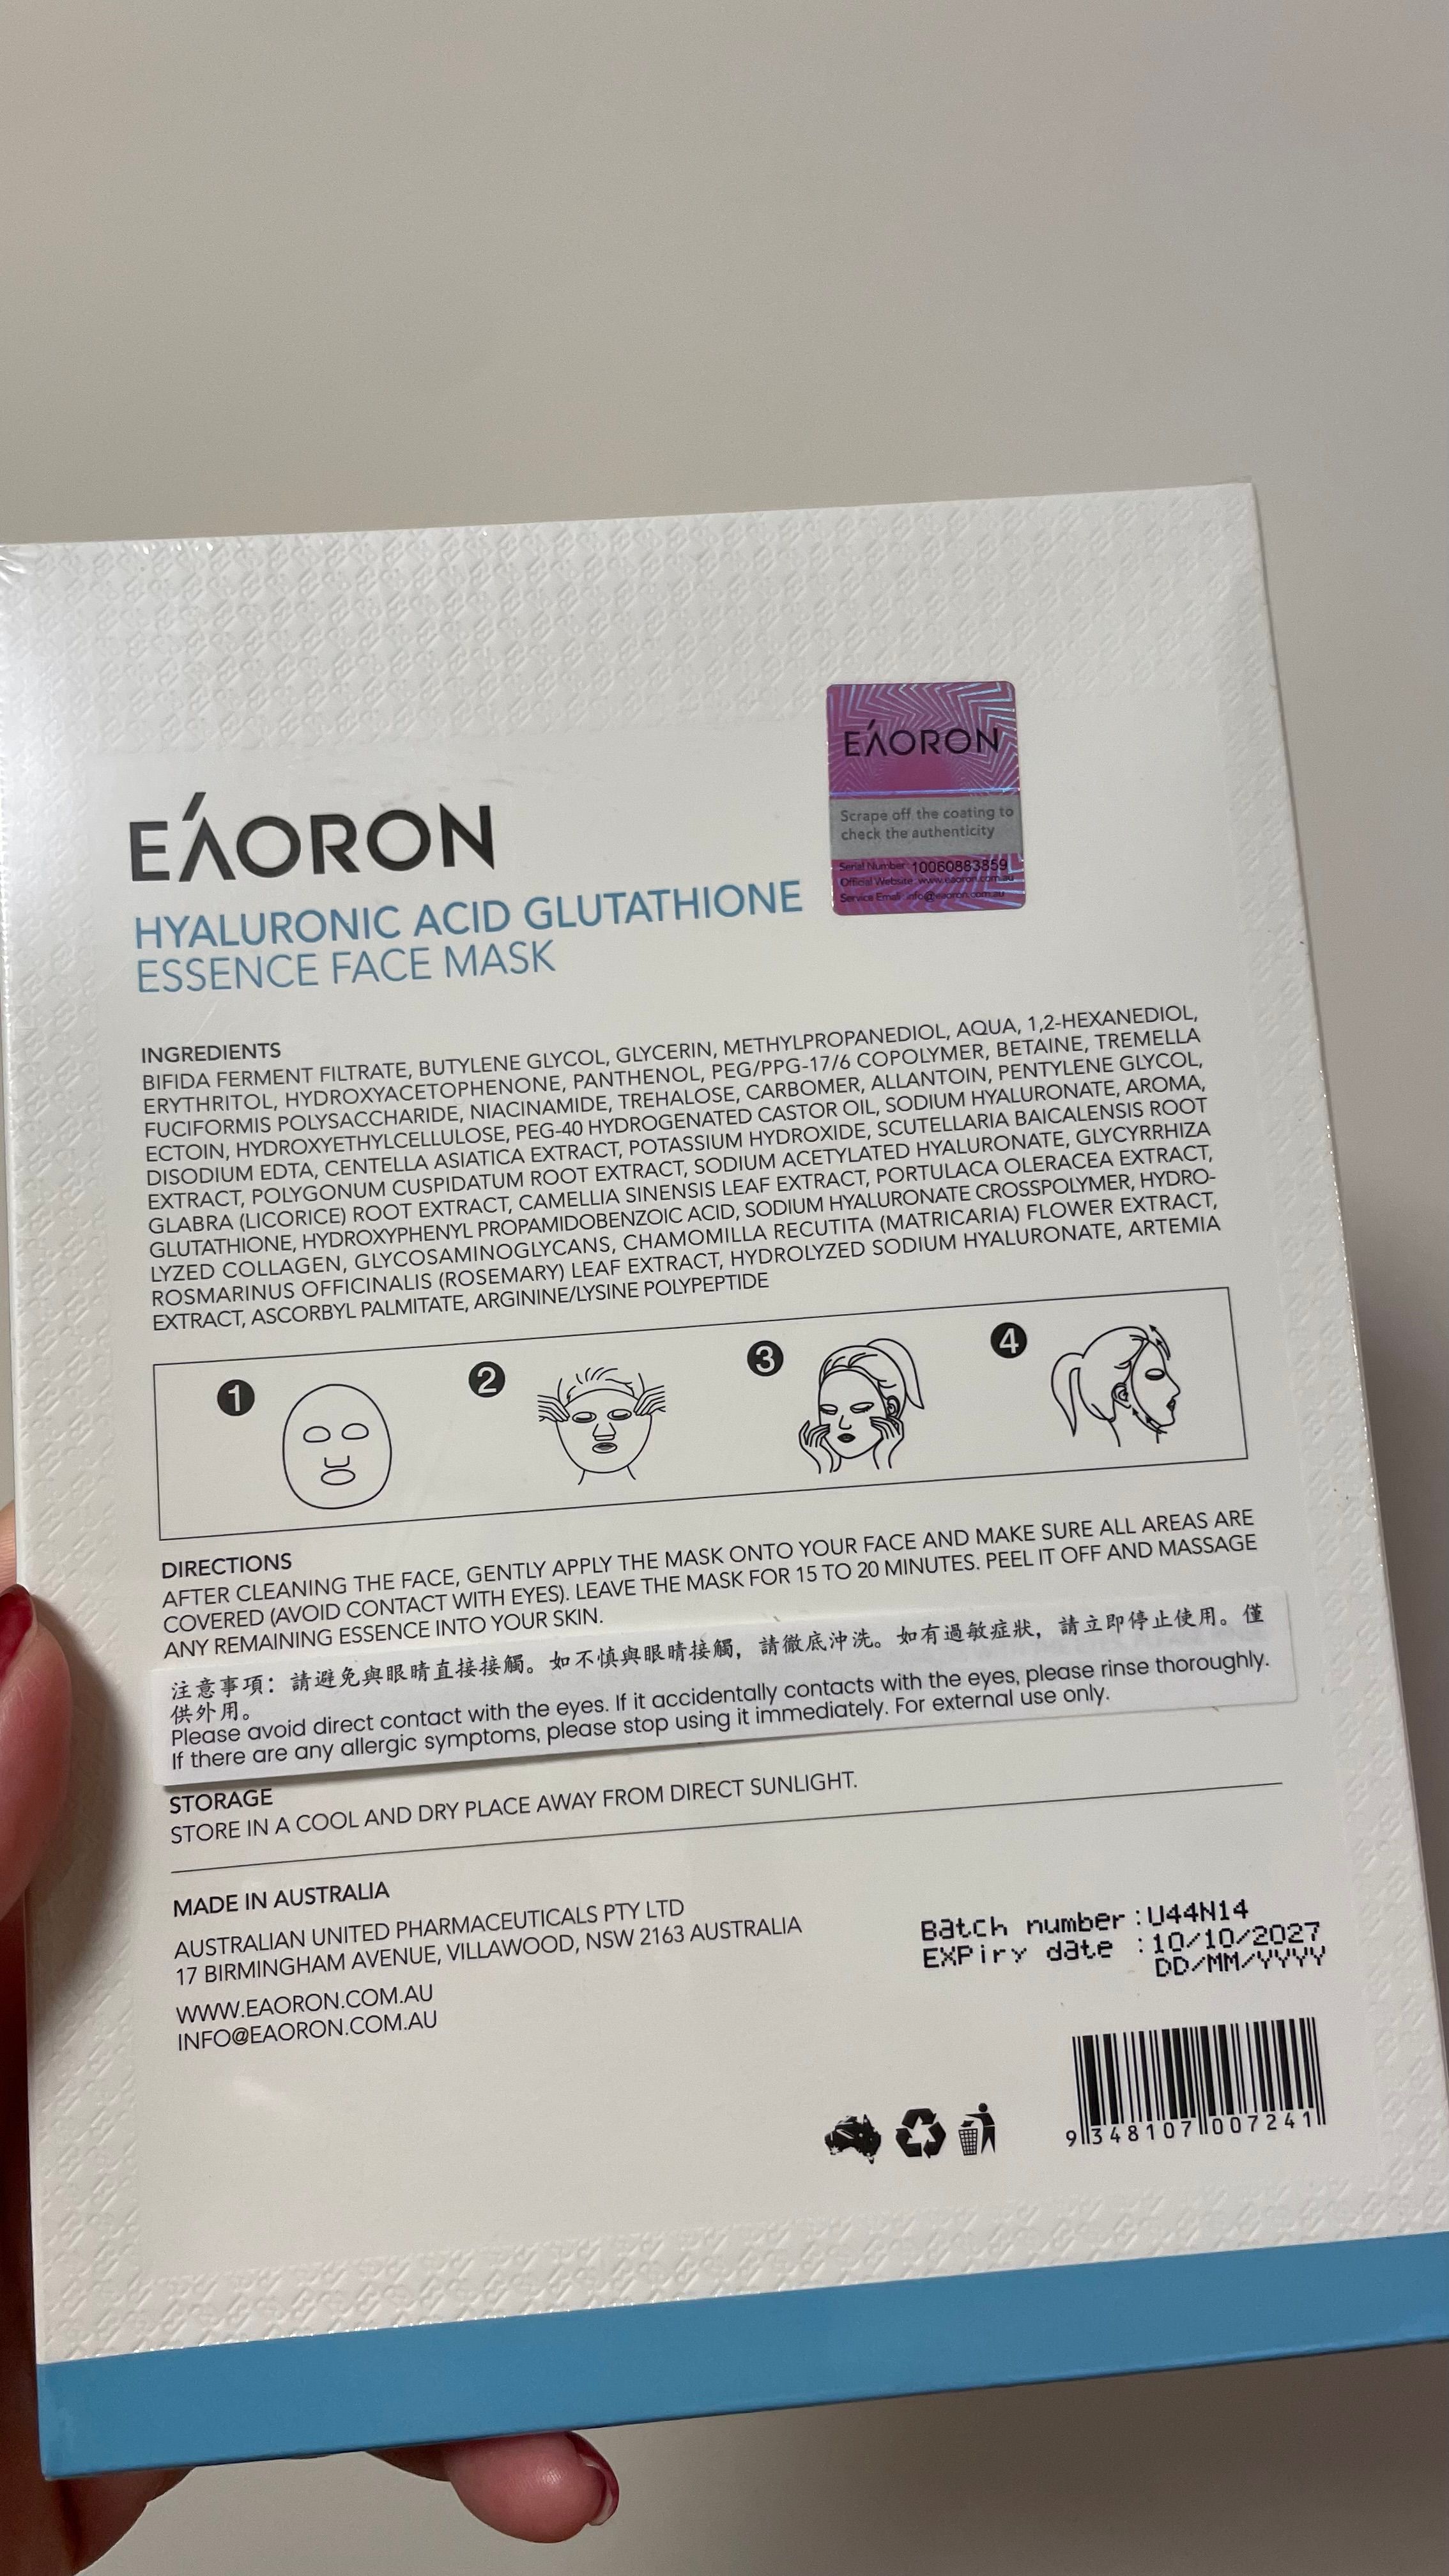 EÁORON
Scrape off the coating to
check the authenticity
Serial Number: 10060883859
Official Website: www.eaoron.com.au
Service Email: info@eaoron.com.au
EÁORON
HYALURONIC ACID GLUTATHIONE
ESSENCE FACE MASK
INGREDIENTS
BIFIDA FERMENT FILTRATE, BUTYLENE GLYCOL, GLYCERIN, METHYLPROPANEDIOL, AQUA, 1,2-HEXANEDIOL,
ERYTHRITOL, HYDROXYACETOPHENONE, PANTHENOL, PEG/PPG-17/6 COPOLYMER, BETAINE, TREMELLA
FUCIFORMIS POLYSACCHARIDE, NIACINAMIDE, TREHALOSE, CARBOMER, ALLANTOIN, PENTYLENE GLYCOL,
ECTOIN, HYDROXYETHYLCELLULOSE, PEG-40 HYDROGENATED CASTOR OIL, SODIUM HYALURONATE, AROMA,
DISODIUM EDTA, CENTELLA ASIATICA EXTRACT, POTASSIUM HYDROXIDE, SCUTELLARIA BAICALENSIS ROOT
EXTRACT, POLYGONUM CUSPIDATUM ROOT EXTRACT, SODIUM ACETYLATED HYALURONATE, GLYCYRRHIZA
GLABRA (LICORICE) ROOT EXTRACT, CAMELLIA SINENSIS LEAF EXTRACT, PORTULACA OLERACEA EXTRACT,
GLUTATHIONE, HYDROXYPHENYL PROPAMIDOBENZOIC ACID, SODIUM HYALURONATE CROSSPOLYMER, HYDRO-
LYZED COLLAGEN, GLYCOSAMINOGLYCANS, CHAMOMILLA RECUTITA (MATRICARIA) FLOWER EXTRACT,
ROSMARINUS OFFICINALIS (ROSEMARY) LEAF EXTRACT, HYDROLYZED SODIUM HYALURONATE, ARTEMIA
EXTRACT, ASCORBYL PALMITATE, ARGININE/LYSINE POLYPEPTIDE
1
2
3
4
DIRECTIONS
AFTER CLEANING THE FACE, GENTLY APPLY THE MASK ONTO YOUR FACE AND MAKE SURE ALL AREAS ARE
COVERED (AVOID CONTACT WITH EYES). LEAVE THE MASK FOR 15 TO 20 MINUTES. PEEL IT OFF AND MASSAGE
ANY REMAINING ESSENCE INTO YOUR SKIN.
注意事項：請避免與眼睛直接接觸。如不慎與眼睛接觸，請徹底沖洗。如有過敏症狀，請立即停止使用。僅
供外用。
Please avoid direct contact with the eyes. If it accidentally contacts with the eyes, please rinse thoroughly.
If there are any allergic symptoms, please stop using it immediately. For external use only.
STORAGE
STORE IN A COOL AND DRY PLACE AWAY FROM DIRECT SUNLIGHT.
MADE IN AUSTRALIA
AUSTRALIAN UNITED PHARMACEUTICALS PTY LTD
17 BIRMINGHAM AVENUE, VILLAWOOD, NSW 2163 AUSTRALIA
WWW.EAORON.COM.AU
INFO@EAORON.COM.AU
Batch number :U44N14
EXPiry date :10/10/2027
DD/MM/YYYY
9 348107 007241